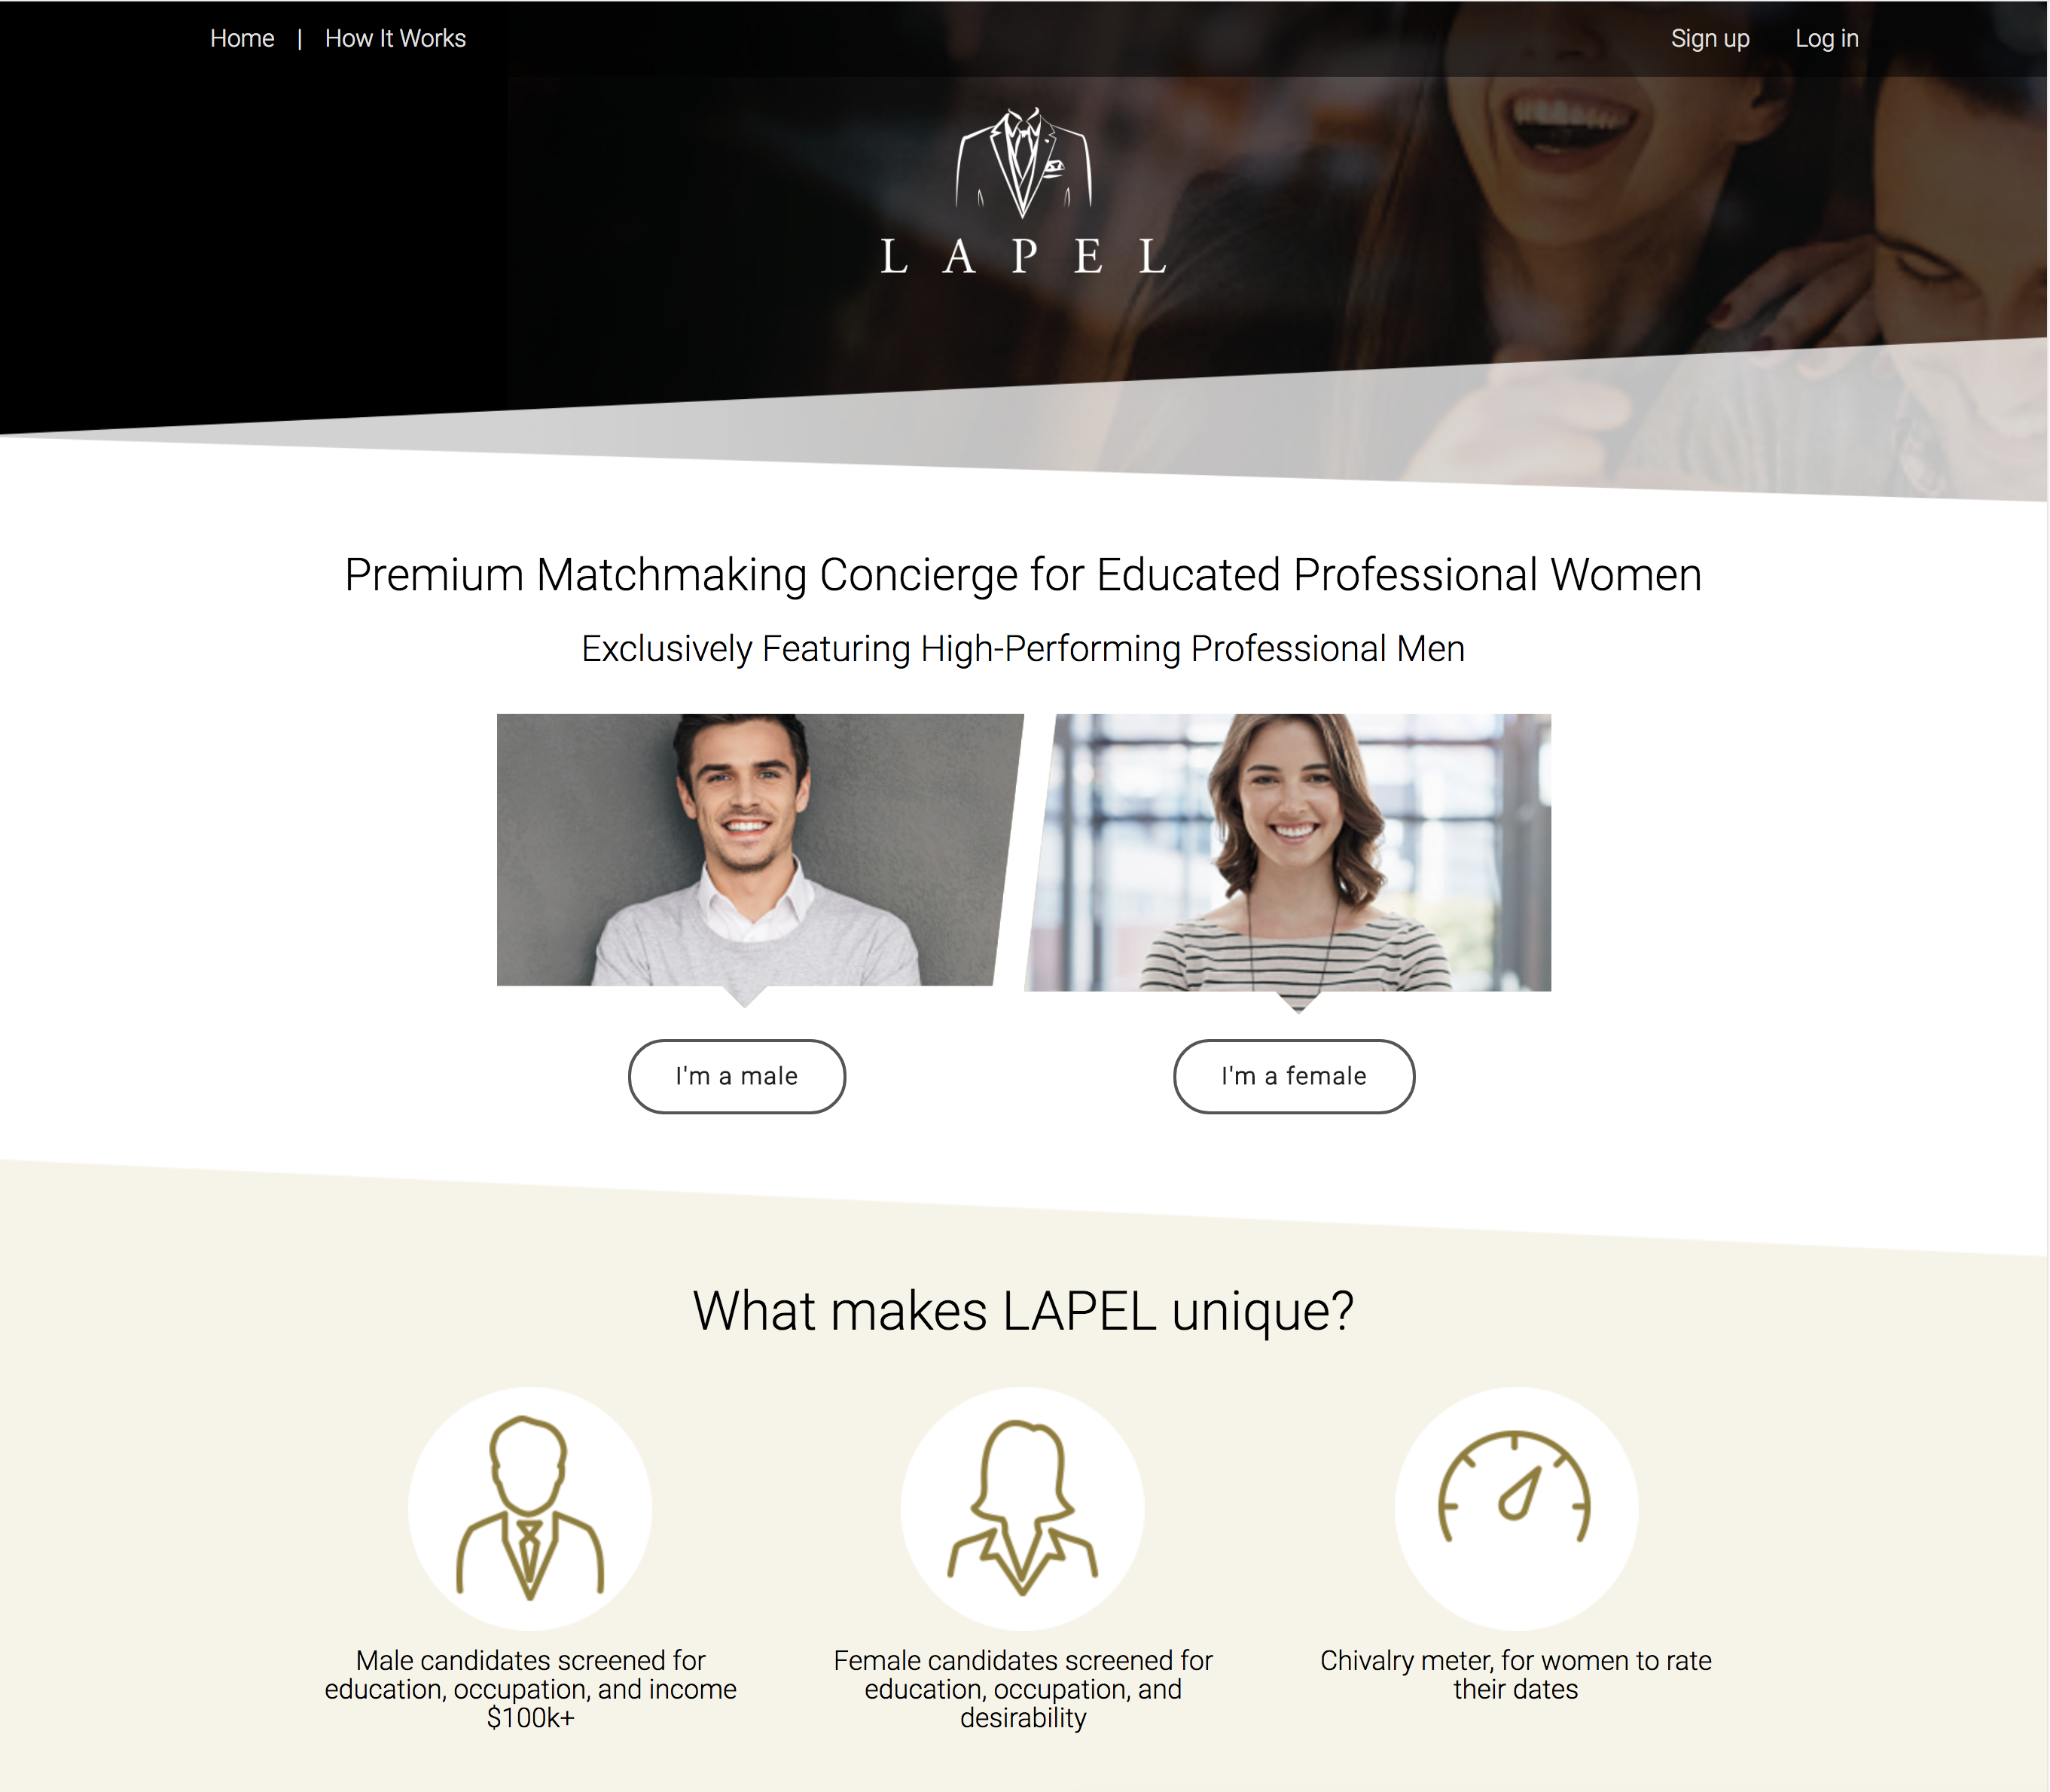 Home | How It Works
Sign up Log in
LAPEL
Premium Matchmaking Concierge for Educated Professional Women
Exclusively Featuring High-Performing Professional Men
I'm a male
I'm a female
What makes LAPEL unique?
Male candidates screened for
education, occupation, and income
$100k+
Female candidates screened for
education, occupation, and
desirability
Chivalry meter, for women to rate
their dates